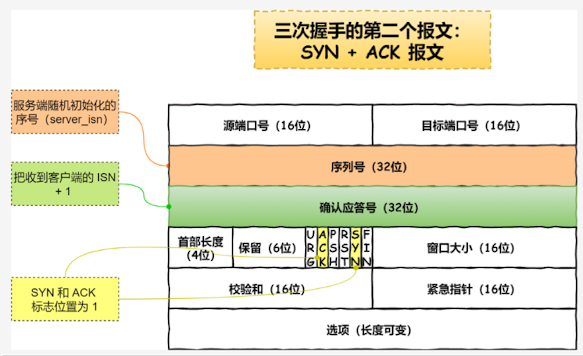 三次握手的第二个报文：
SYN + ACK 报文
服务端随机初始化的
序号（server_isn）
源端口号（16位）
目标端口号（16位）
序列号（32位）
把收到客户端的 ISN
+ 1
确认应答号（32位）
首部长度
（4位）
保留（6位）
URG
ACK
PSH
RST
SYN
FIN
窗口大小（16位）
SYN 和 ACK
标志位置为 1
校验和（16位）
紧急指针（16位）
选项（长度可变）